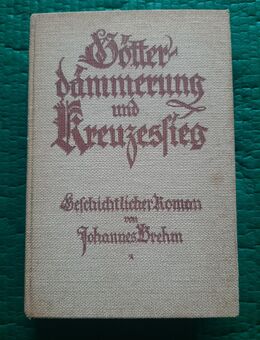 Götter-
dämmerung
und
Kreuzessieg
Geschichtlicher Roman
von
Johannes Brehm